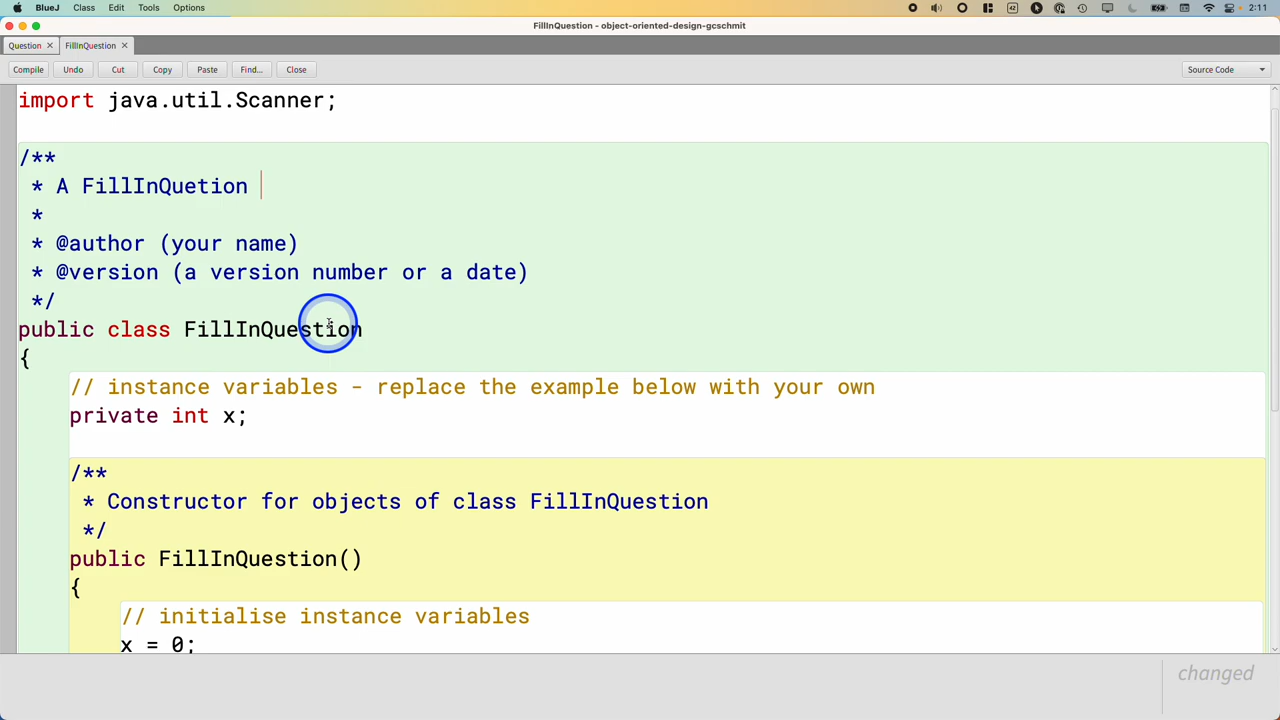 BlueJ Class Edit Tools Options 42 2:11
FillInQuestion - object-oriented-design-gcschmit
Question FillInQuestion
Compile Undo Cut Copy Paste Find... Close Source Code
import java.util.Scanner;
/**
* A FillInQuetion
*
* @author (your name)
* @version (a version number or a date)
*/
public class FillInQuestion
{
// instance variables - replace the example below with your own
private int x;
/**
* Constructor for objects of class FillInQuestion
*/
public FillInQuestion()
{
// initialise instance variables
x = 0;
changed